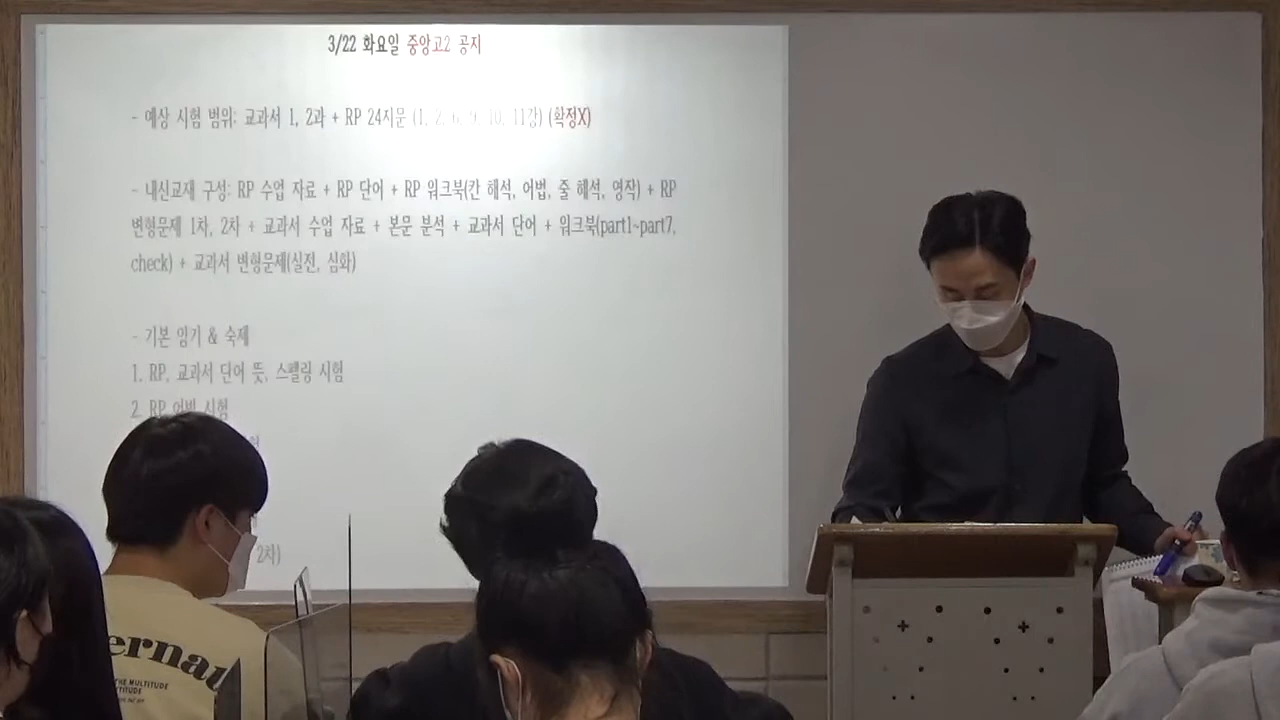 3/22 화요일 중앙고2 공지
- 예상 시험 범위: 교과서 1, 2과 + RP 24지문 (1, 2, 6, 9, 10, 11강) (확정X)
- 내신교재 구성: RP 수업 자료 + RP 단어 + RP 워크북(칸 해석, 어법, 줄 해석, 영작) + RP
변형문제 1차, 2차 + 교과서 수업 자료 + 본문 분석 + 교과서 단어 + 워크북(part1~part7,
check) + 교과서 변형문제(실전, 심화)
- 기본 암기 & 숙제
1. RP, 교과서 단어 뜻, 스펠링 시험
2. RP 어법 시험
2차)
THE MULTITUDE